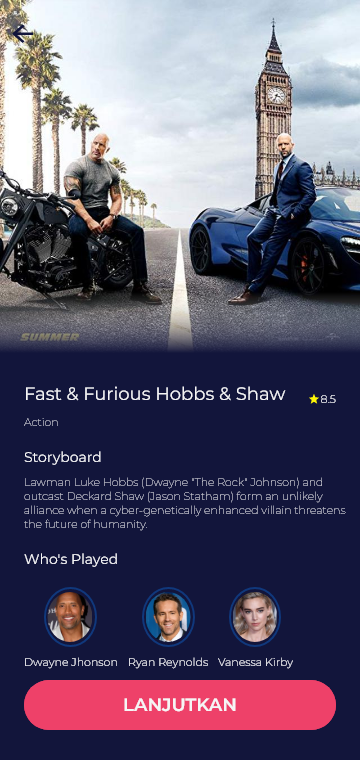 SUMMER
Fast & Furious Hobbs & Shaw
8.5
Action
Storyboard
Lawman Luke Hobbs (Dwayne "The Rock" Johnson) and
outcast Deckard Shaw (Jason Statham) form an unlikely
alliance when a cyber-genetically enhanced villain threatens
the future of humanity.
Who's Played
Dwayne Jhonson Ryan Reynolds Vanessa Kirby
LANJUTKAN